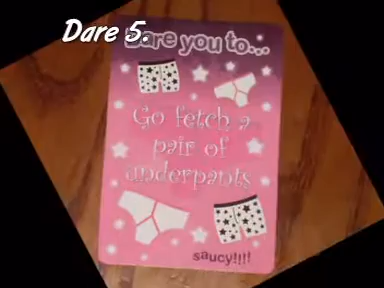 Dare 5.
Dare you to...
Go fetch a
pair of
underpants
saucy!!!!